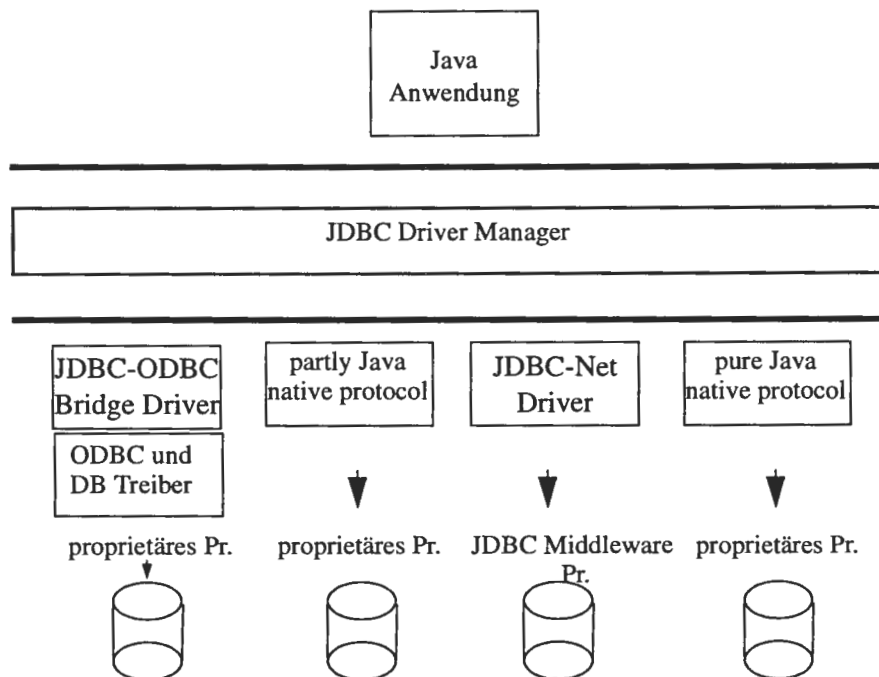 Java
Anwendung
JDBC Driver Manager
JDBC-ODBC
Bridge Driver
partly Java
native protocol
JDBC-Net
Driver
pure Java
native protocol
ODBC und
DB Treiber
proprietäres Pr.
proprietäres Pr.
JDBC Middleware
Pr.
proprietäres Pr.